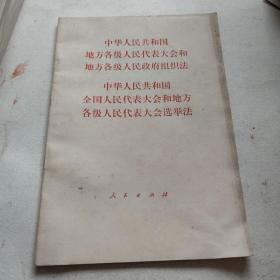 中华人民共和国
地方各级人民代表大会和
地方各级人民政府组织法
中华人民共和国
全国人民代表大会和地方
各级人民代表大会选举法
人民出版社